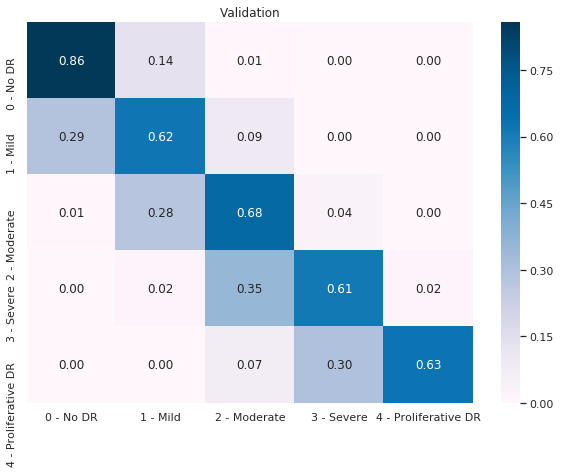 Validation
0 - No DR
0.86 0.14 0.01 0.00 0.00
1 - Mild
0.29 0.62 0.09 0.00 0.00
2 - Moderate
0.01 0.28 0.68 0.04 0.00
3 - Severe
0.00 0.02 0.35 0.61 0.02
4 - Proliferative DR
0.00 0.00 0.07 0.30 0.63
0 - No DR 1 - Mild 2 - Moderate 3 - Severe 4 - Proliferative DR
0.75
0.60
0.45
0.30
0.15
0.00